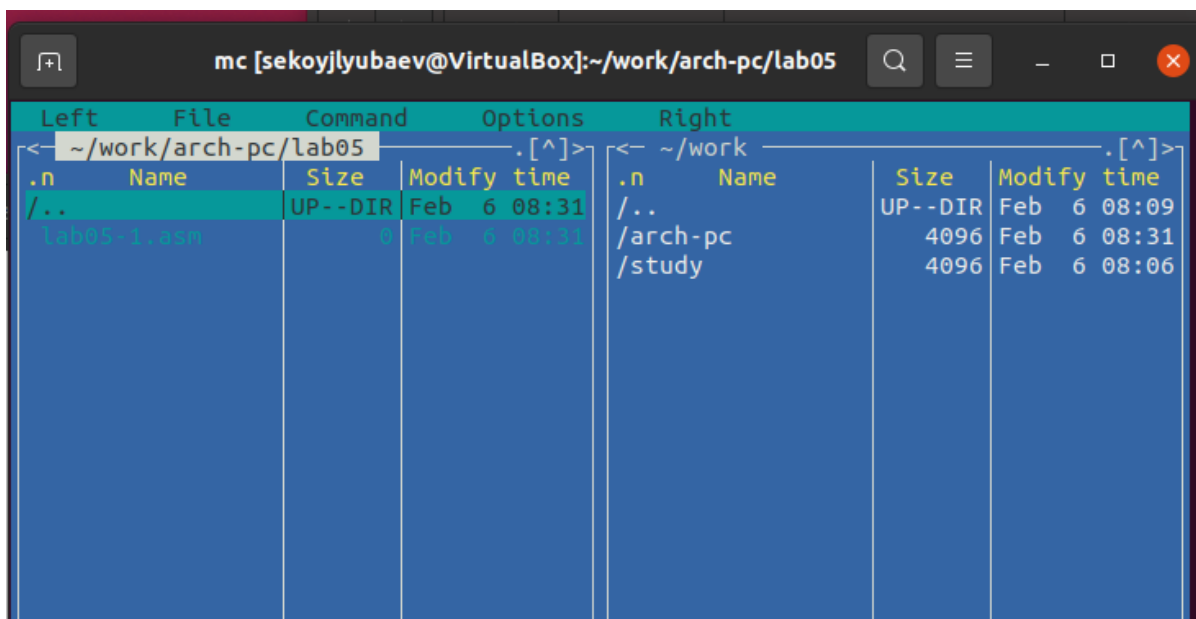 mc [sekoyjlyubaev@VirtualBox]:~/work/arch-pc/lab05
Left File Command Options Right
<─ ~/work/arch-pc/lab05 ─.[^]>
.n Name Size Modify time
/.. UP--DIR Feb 6 08:31
lab05-1.asm 0 Feb 6 08:31
<─ ~/work ─.[^]>
.n Name Size Modify time
/.. UP--DIR Feb 6 08:09
/arch-pc 4096 Feb 6 08:31
/study 4096 Feb 6 08:06